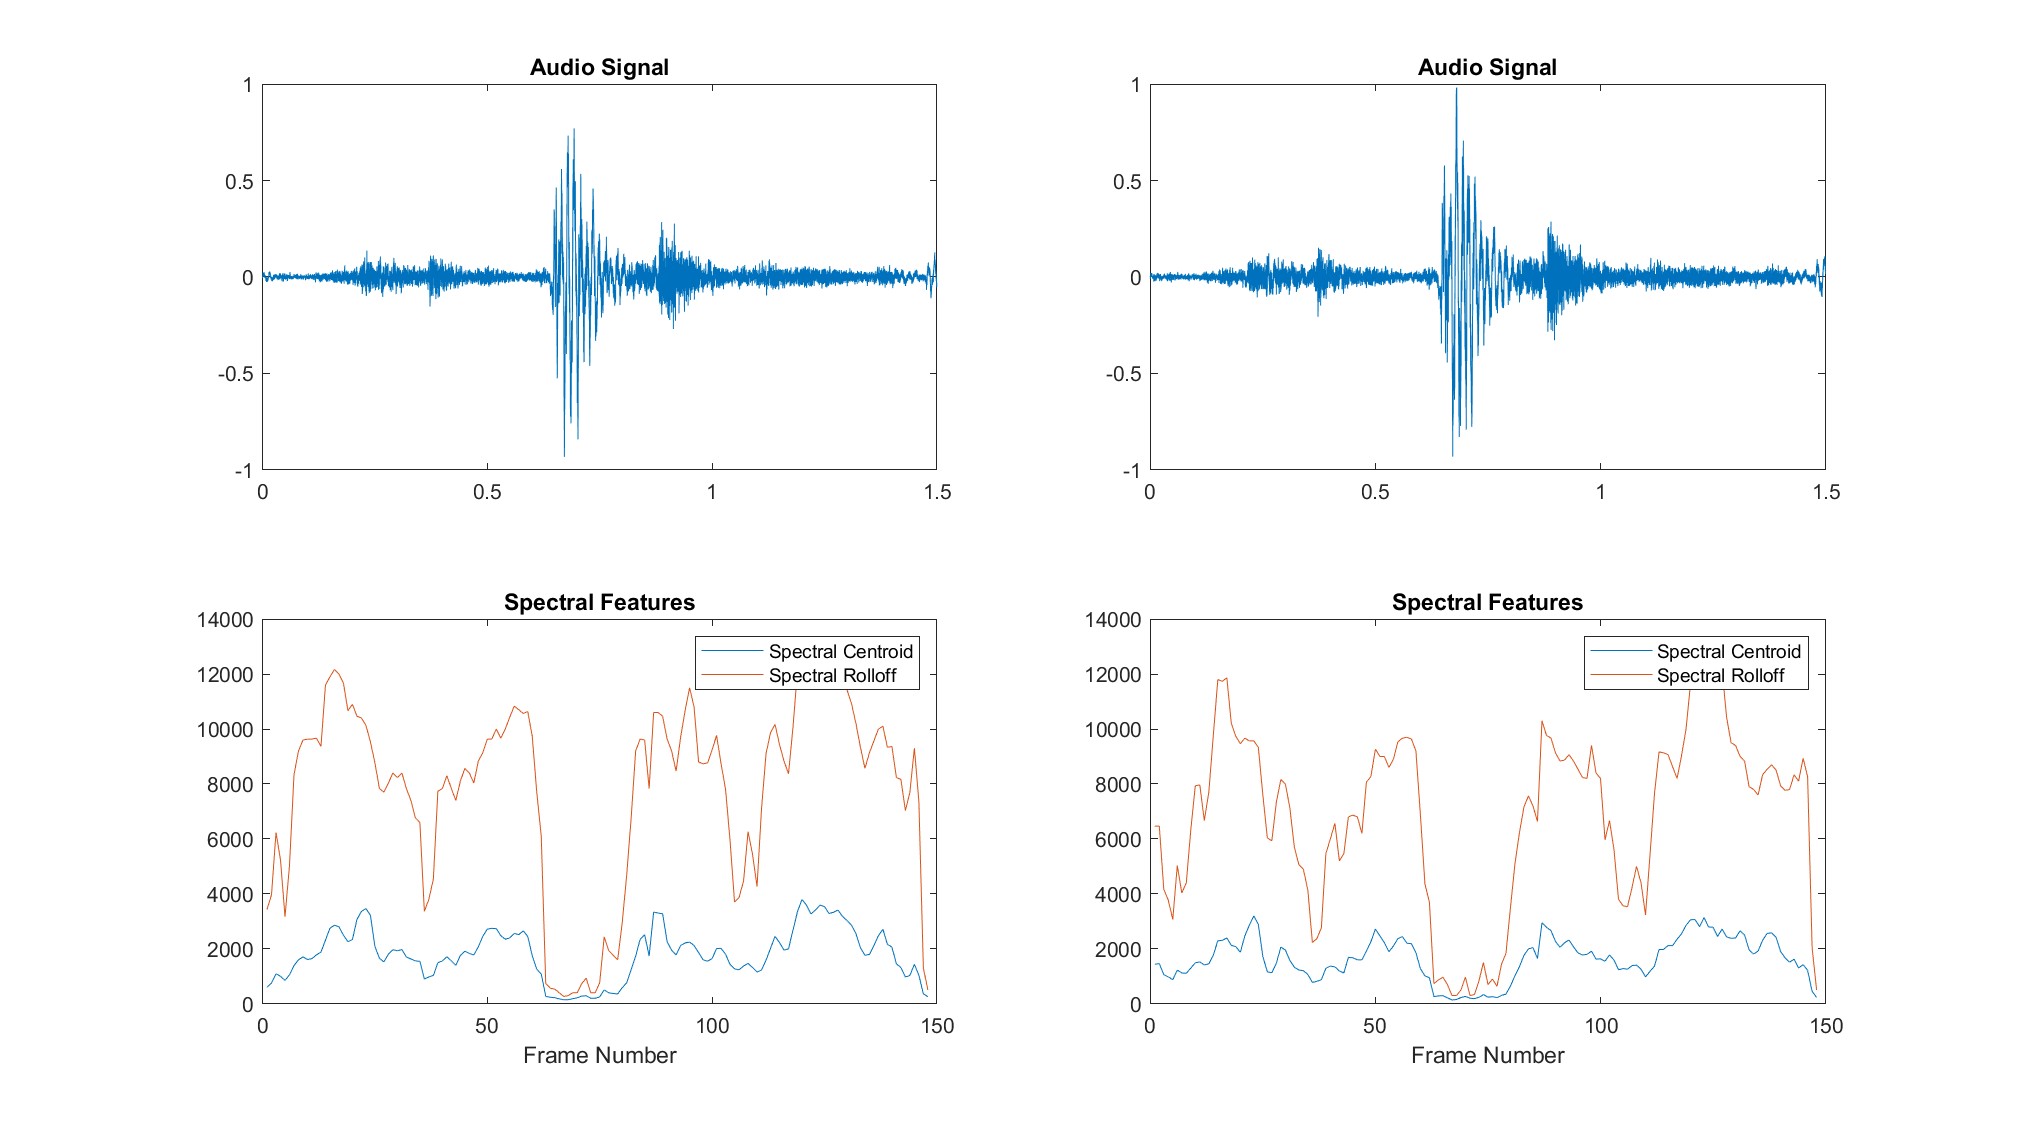 Audio Signal
1
0.5
0
-0.5
-1
0 0.5 1 1.5
Audio Signal
1
0.5
0
-0.5
-1
0 0.5 1 1.5
Spectral Features
14000
12000
10000
8000
6000
4000
2000
0
Spectral Centroid
Spectral Rolloff
0 50 100 150
Frame Number
Spectral Features
14000
12000
10000
8000
6000
4000
2000
0
Spectral Centroid
Spectral Rolloff
0 50 100 150
Frame Number